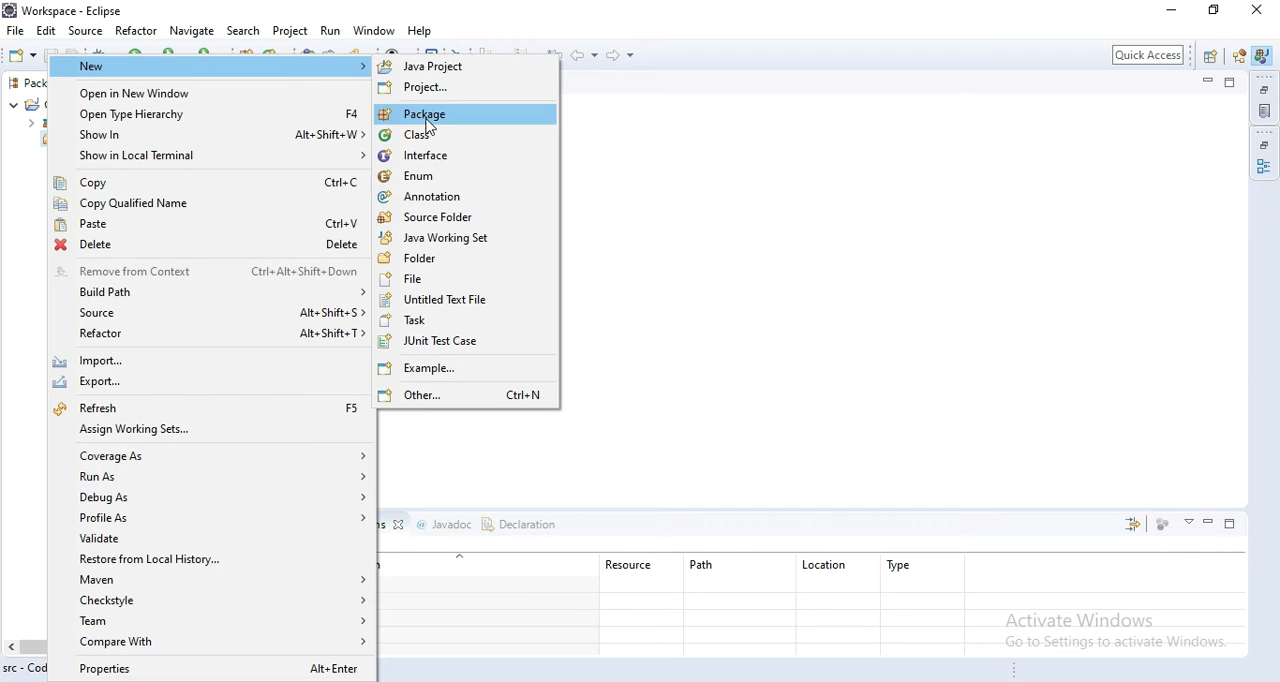 Workspace - Eclipse
File Edit Source Refactor Navigate Search Project Run Window Help
Quick Access
New > Java Project
Project...
Open in New Window
Open Type Hierarchy F4 Package
Show In Alt+Shift+W > Class
Show in Local Terminal > Interface
Enum
Copy Ctrl+C
Annotation
Copy Qualified Name
Source Folder
Paste Ctrl+V
Java Working Set
Delete Delete
Folder
Remove from Context Ctrl+Alt+Shift+Down
File
Build Path >
Untitled Text File
Source Alt+Shift+S >
Task
Refactor Alt+Shift+T >
JUnit Test Case
Import...
Example...
Export...
Other... Ctrl+N
Refresh F5
Assign Working Sets...
Coverage As >
Run As >
Debug As >
Profile As >
Javadoc Declaration
Validate
Restore from Local History...
Resource Path Location Type
Maven >
Checkstyle >
Team >
Activate Windows
Compare With >
Go to Settings to activate Windows.
src - Cod
Properties Alt+Enter